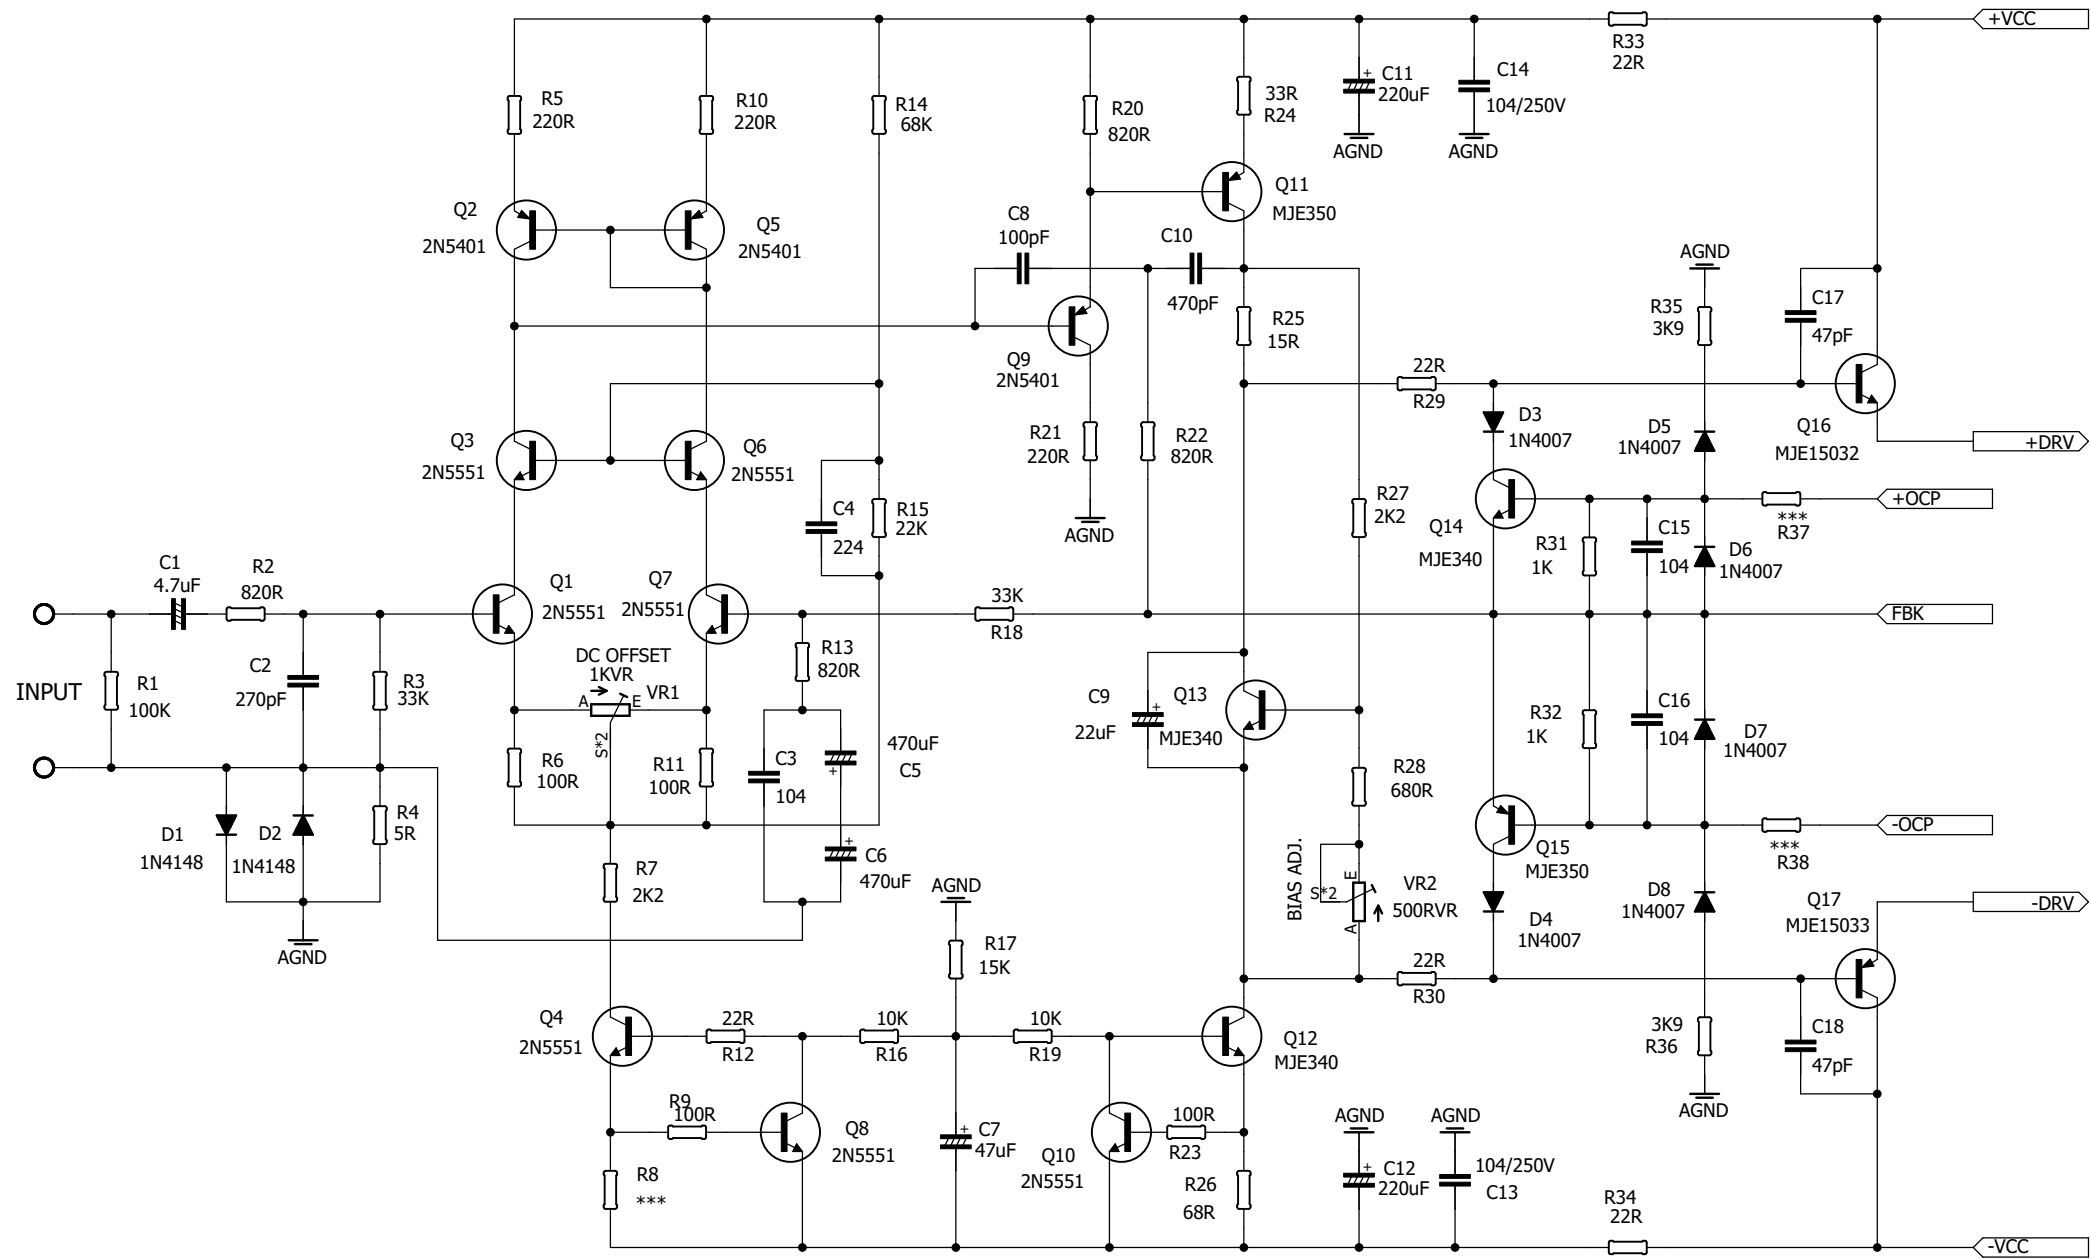 +VCC
R33
22R
C11
220uF
AGND
C14
104/250V
AGND
R5
220R
R10
220R
R14
68K
R20
820R
33R
R24
Q2
2N5401
Q5
2N5401
Q11
MJE350
C8
100pF
C10
470pF
R25
15R
AGND
R35
3K9
C17
47pF
Q9
2N5401
22R
R29
D3
1N4007
D5
1N4007
Q16
MJE15032
+DRV
Q3
2N5551
Q6
2N5551
R21
220R
AGND
R22
820R
C4
224
R15
22K
R27
2K2
Q14
MJE340
R31
1K
C15
104
D6
1N4007
***
R37
+OCP
C1
4.7uF
R2
820R
Q1
2N5551
Q7
2N5551
33K
R18
FBK
INPUT
R1
100K
C2
270pF
R3
33K
DC OFFSET
1KVR
VR1
A
E
S*2
R13
820R
C9
22uF
Q13
MJE340
R32
1K
C16
104
D7
1N4007
R6
100R
R11
100R
C3
104
470uF
C5
+
R28
680R
D1
1N4148
D2
1N4148
R4
5R
AGND
R7
2K2
+
C6
470uF
BIAS ADJ.
S*2
E
A
VR2
500RVR
Q15
MJE350
***
R38
-OCP
D4
1N4007
D8
1N4007
Q17
MJE15033
-DRV
AGND
R17
15K
22R
R30
Q4
2N5551
22R
R12
10K
R16
10K
R19
Q12
MJE340
3K9
R36
AGND
C18
47pF
R9
100R
Q8
2N5551
+
C7
47uF
Q10
2N5551
100R
R23
R8
***
R26
68R
AGND
+
C12
220uF
AGND
104/250V
C13
R34
22R
-VCC